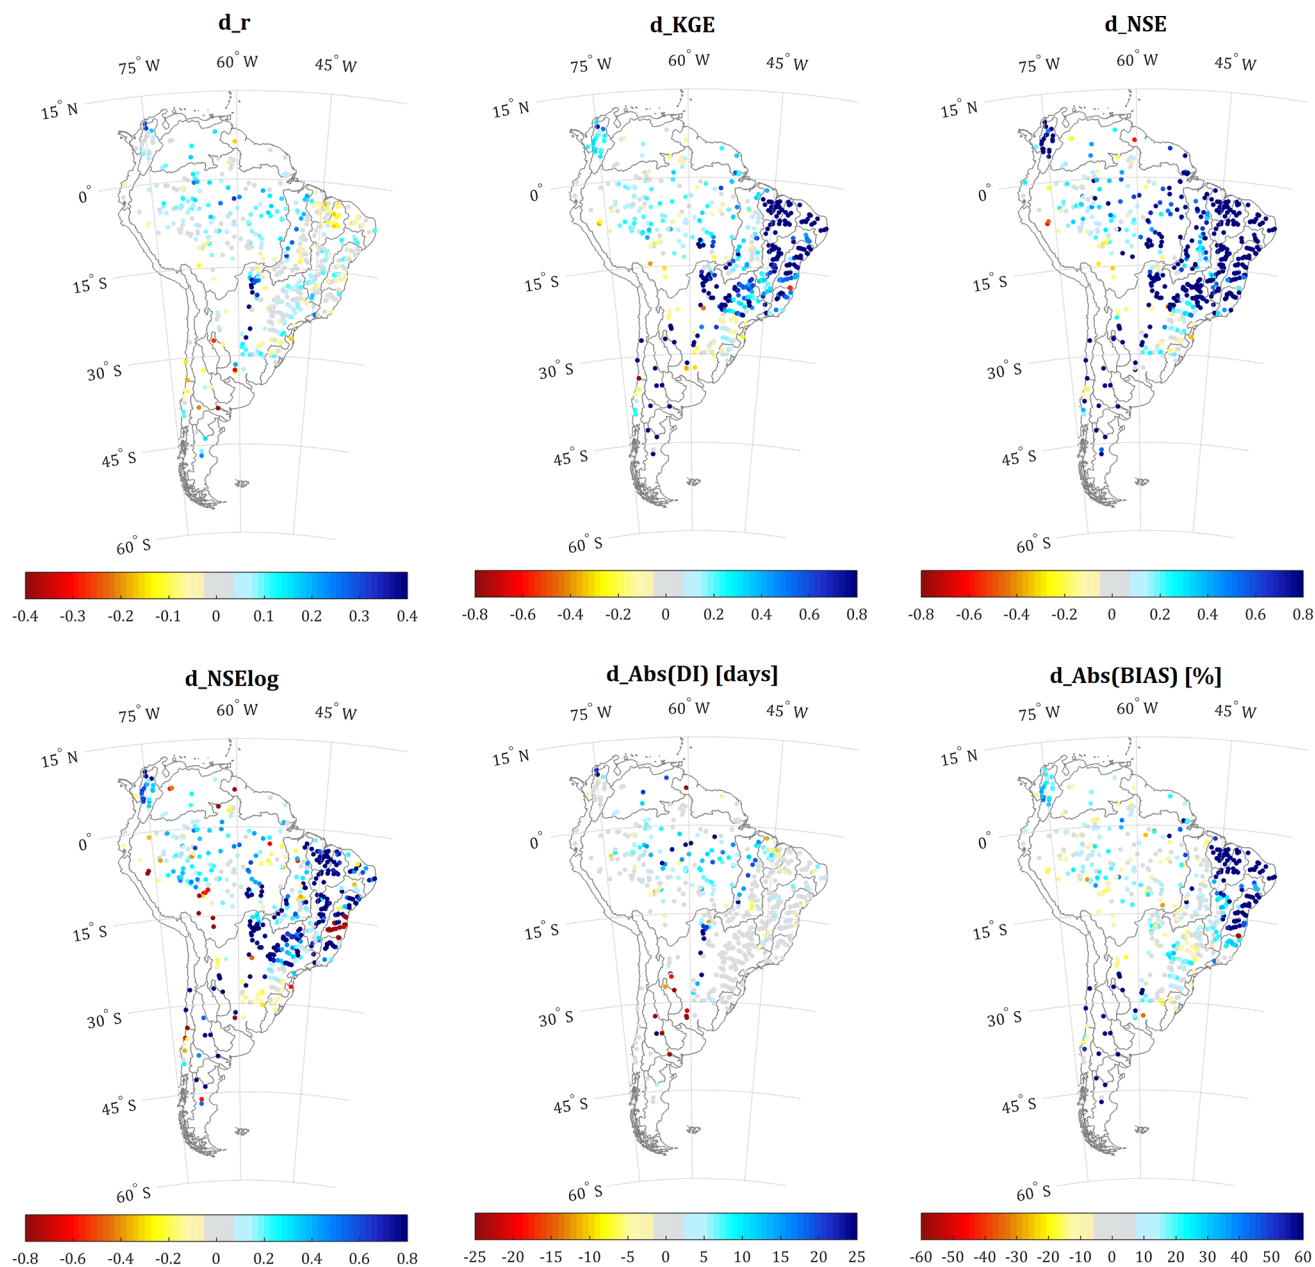 d_r
d_KGE
d_NSE
75° W 60° W 45° W
75° W 60° W 45° W
75° W 60° W 45° W
15° N
15° N
15° N
0°
0°
0°
15° S
15° S
15° S
30° S
30° S
30° S
45° S
45° S
45° S
60° S
60° S
60° S
-0.4 -0.3 -0.2 -0.1 0 0.1 0.2 0.3 0.4
-0.8 -0.6 -0.4 -0.2 0 0.2 0.4 0.6 0.8
-0.8 -0.6 -0.4 -0.2 0 0.2 0.4 0.6 0.8
d_NSElog
d_Abs(DI) [days]
d_Abs(BIAS) [%]
75° W 60° W 45° W
75° W 60° W 45° W
75° W 60° W 45° W
15° N
15° N
15° N
0°
0°
0°
15° S
15° S
15° S
30° S
30° S
30° S
45° S
45° S
45° S
60° S
60° S
60° S
-0.8 -0.6 -0.4 -0.2 0 0.2 0.4 0.6 0.8
-25 -20 -15 -10 -5 0 5 10 15 20 25
-60 -50 -40 -30 -20 -10 0 10 20 30 40 50 60